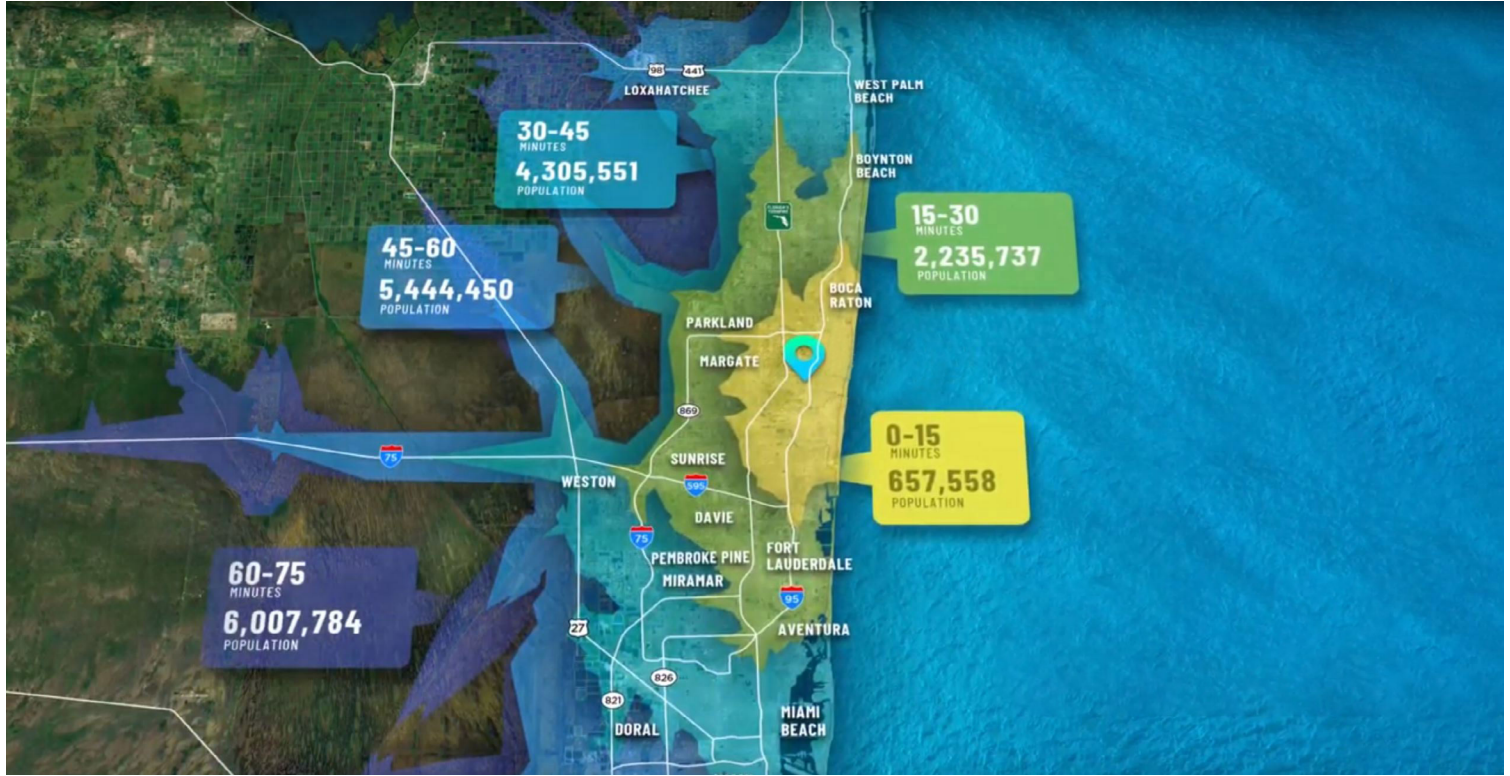 98
441
LOXAHATCHEE
WEST PALM
BEACH
30-45
MINUTES
4,305,551
POPULATION
BOYNTON
BEACH
15-30
MINUTES
2,235,737
POPULATION
45-60
MINUTES
5,444,450
POPULATION
BOCA
RATON
PARKLAND
MARGATE
869
0-15
MINUTES
657,558
POPULATION
75
SUNRISE
WESTON
595
DAVIE
75
PEMBROKE PINE
MIRAMAR
FORT
LAUDERDALE
60-75
MINUTES
6,007,784
POPULATION
95
27
AVENTURA
826
821
DORAL
MIAMI
BEACH